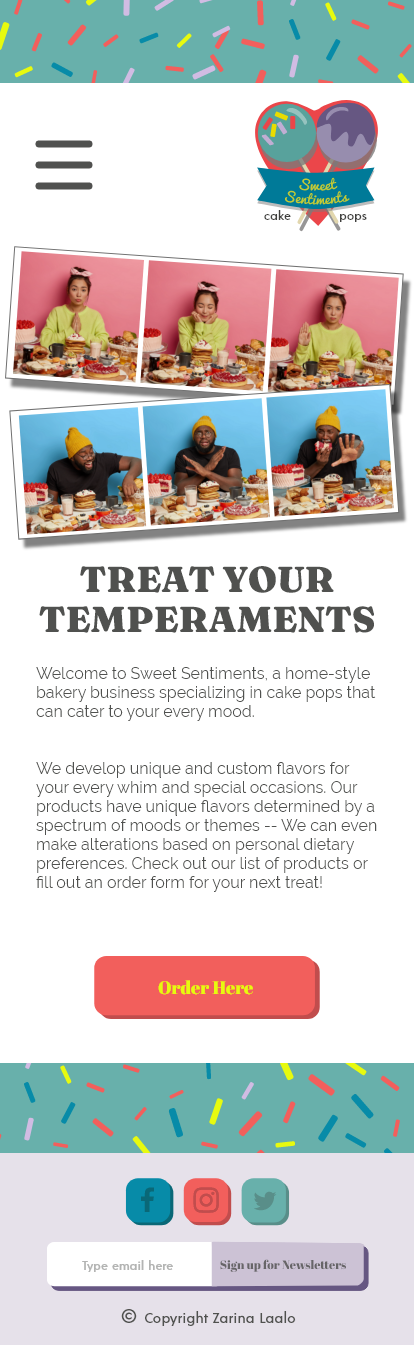 Sweet
Sentiments
cake pops
TREAT YOUR
TEMPERAMENTS
Welcome to Sweet Sentiments, a home-style
bakery business specializing in cake pops that
can cater to your every mood.
We develop unique and custom flavors for
your every whim and special occasions. Our
products have unique flavors determined by a
spectrum of moods or themes -- We can even
make alterations based on personal dietary
preferences. Check out our list of products or
fill out an order form for your next treat!
Order Here
Type email here Sign up for Newsletters
© Copyright Zarina Laalo